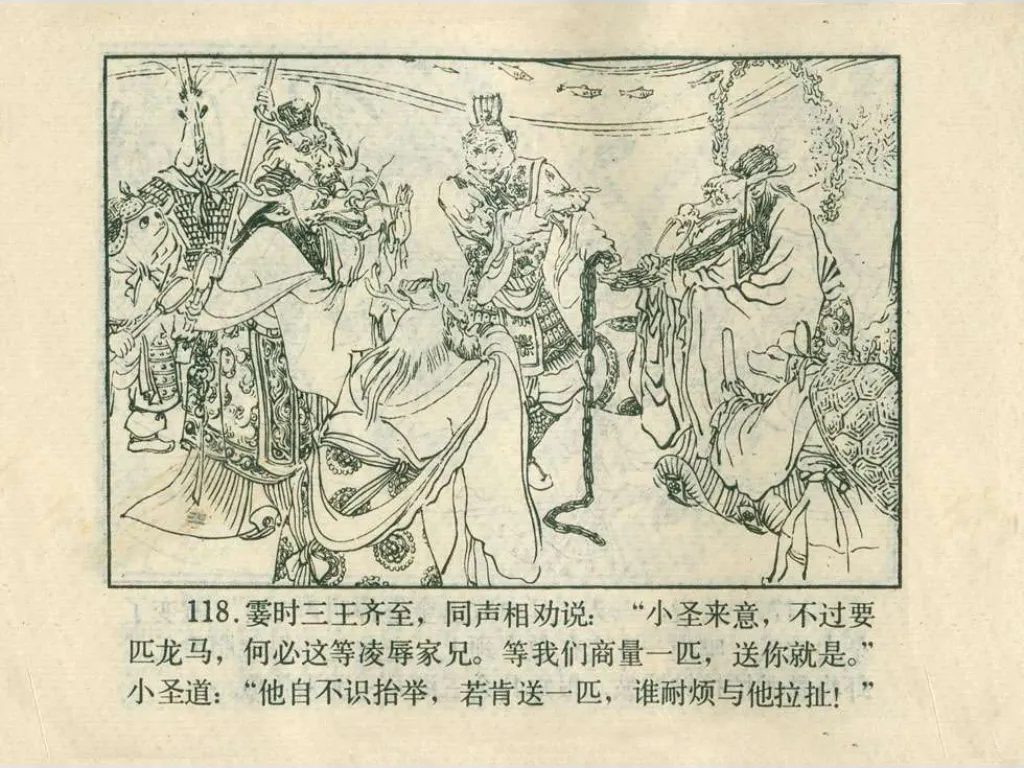 118.霎时三王齐至，同声相劝说：“小圣来意，不过要
匹龙马，何必这等凌辱家兄。等我们商量一匹，送你就是。”
小圣道：“他自不识抬举，若肯送一匹，谁耐烦与他拉扯！”